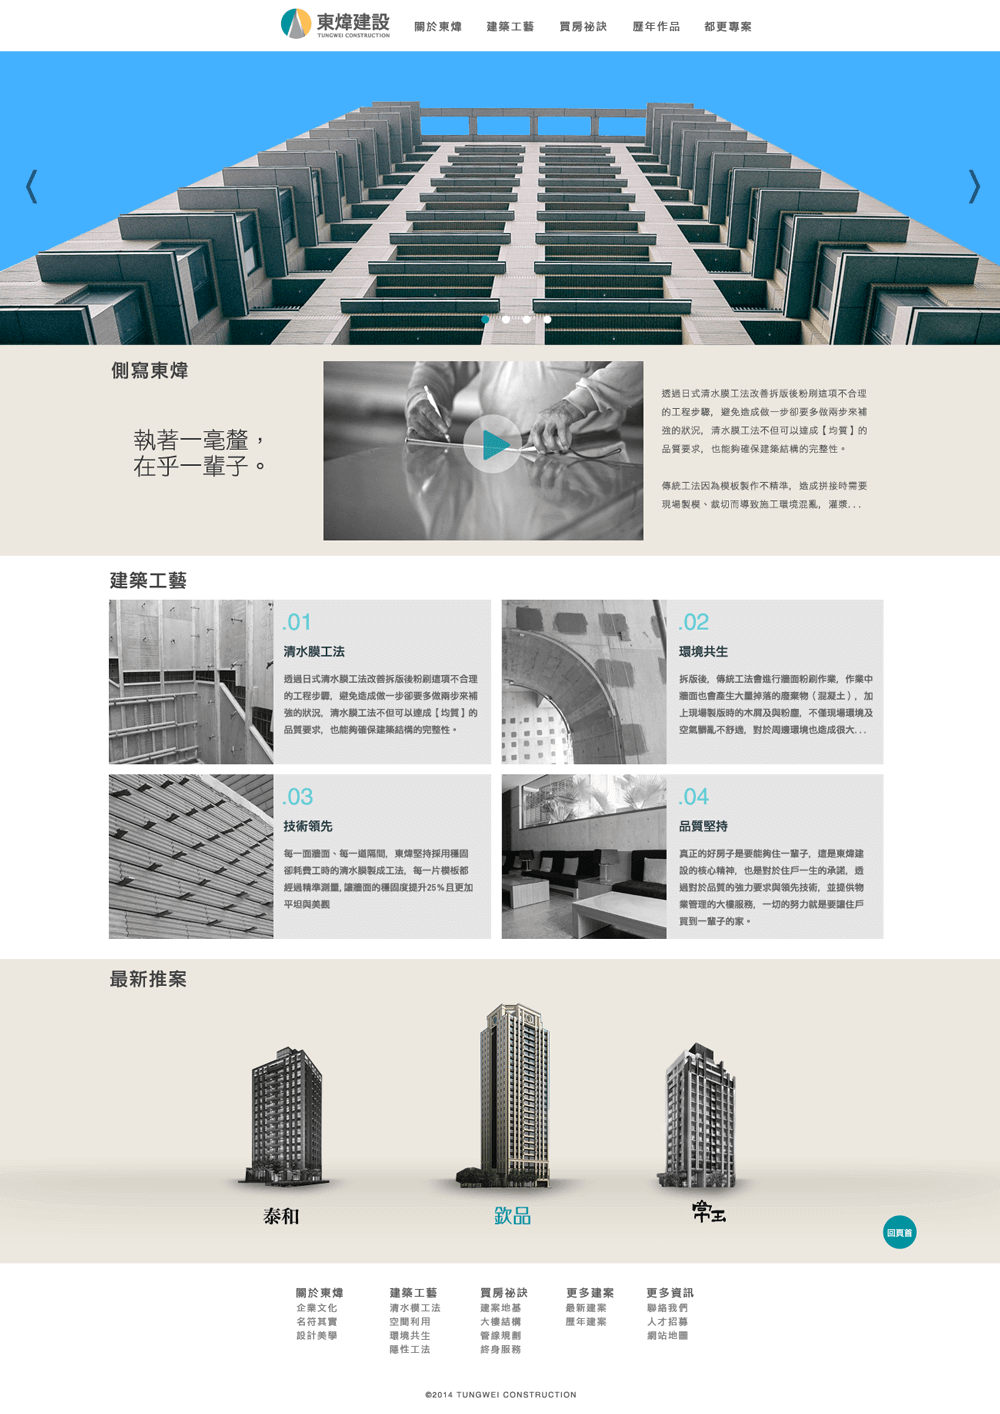 東煒建設
TUNGWEI CONSTRUCTION
關於東煒 建築工藝 買房祕訣 歷年作品 都更專案
側寫東煒
執著一毫釐，
在乎一輩子。
透過日式清水膜工法改善拆版後粉刷這項不合理
的工程步驟，避免造成做一步卻要多做兩步來補
強的狀況，清水膜工法不但可以達成【均質】的
品質要求，也能夠確保建築結構的完整性。
傳統工法因為模板製作不精準，造成拼接時需要
現場製模、裁切而導致施工環境混亂，灌漿...
建築工藝
.01
清水膜工法
透過日式清水膜工法改善拆版後粉刷這項不合理
的工程步驟，避免造成做一步卻要多做兩步來補
強的狀況，清水膜工法不但可以達成【均質】的
品質要求，也能夠確保建築結構的完整性。
.02
環境共生
拆版後，傳統工法會進行牆面粉刷作業，作業中
牆面也會產生大量掉落的廢棄物（混凝土），加
上現場製版時的木屑及與粉塵，不僅現場環境及
空氣髒亂不舒適，對於周邊環境也造成很大...
.03
技術領先
每一面牆面、每一道隔間，東煒堅持採用穩固
卻耗費工時的清水膜製成工法，每一片模板都
經過精準測量,讓牆面的穩固度提升25%且更加
平坦與美觀
.04
品質堅持
真正的好房子是要能夠住一輩子，這是東煒建
設的核心精神，也是對於住戶一生的承諾，透
過對於品質的強力要求與領先技術，並提供物
業管理的大樓服務，一切的努力就是要讓住戶
買到一輩子的家。
最新推案
泰和
欽品
常玉
回頁首
關於東煒 建築工藝 買房祕訣 更多建案 更多資訊
企業文化 清水模工法 建案地基 最新建案 聯絡我們
名符其實 空間利用 大樓結構 歷年建案 人才招募
設計美學 環境共生 管線規劃 網站地圖
隱性工法 終身服務
©2014 TUNGWEI CONSTRUCTION